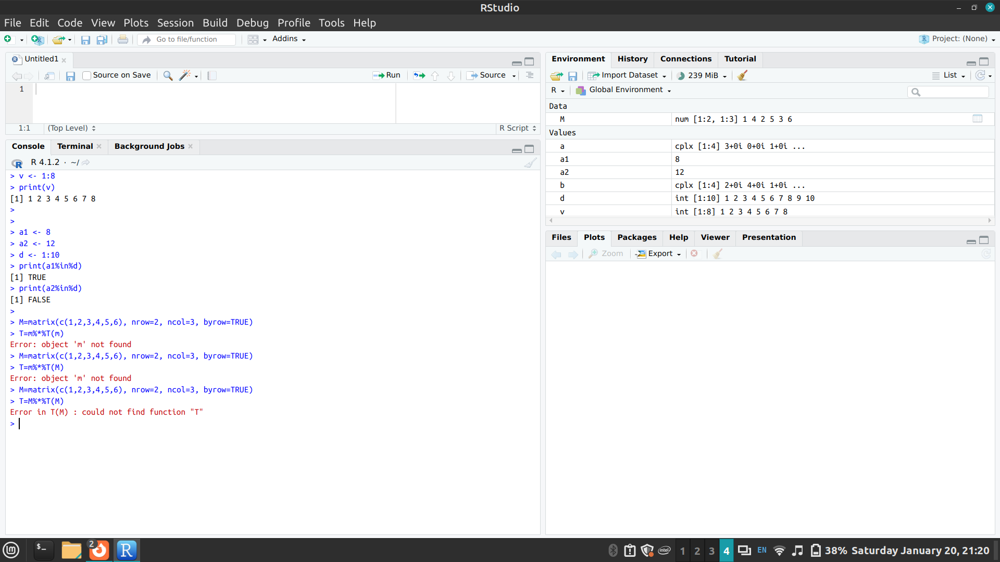 RStudio
File Edit Code View Plots Session Build Debug Profile Tools Help
Go to file/function Addins Project: (None)
Untitled1
Source on Save Run Source
1
1:1 (Top Level) R Script
Console Terminal Background Jobs
R 4.1.2 · ~/
> v <- 1:8
> print(v)
[1] 1 2 3 4 5 6 7 8
>
>
> a1 <- 8
> a2 <- 12
> d <- 1:10
> print(a1%in%d)
[1] TRUE
> print(a2%in%d)
[1] FALSE
>
> M=matrix(c(1,2,3,4,5,6), nrow=2, ncol=3, byrow=TRUE)
> T=m%*%T(m)
Error: object 'm' not found
> M=matrix(c(1,2,3,4,5,6), nrow=2, ncol=3, byrow=TRUE)
> T=m%*%T(M)
Error: object 'm' not found
> M=matrix(c(1,2,3,4,5,6), nrow=2, ncol=3, byrow=TRUE)
> T=M%*%T(M)
Error in T(M) : could not find function "T"
>
Environment History Connections Tutorial
Import Dataset 239 MiB List
R Global Environment
Data
M num [1:2, 1:3] 1 4 2 5 3 6
Values
a cplx [1:4] 3+0i 0+0i 1+0i ...
a1 8
a2 12
b cplx [1:4] 2+0i 4+0i 1+0i ...
d int [1:10] 1 2 3 4 5 6 7 8 9 10
v int [1:8] 1 2 3 4 5 6 7 8
Files Plots Packages Help Viewer Presentation
Zoom Export
$_ 2 R intel 1 2 3 4 EN 38% Saturday January 20, 21:20